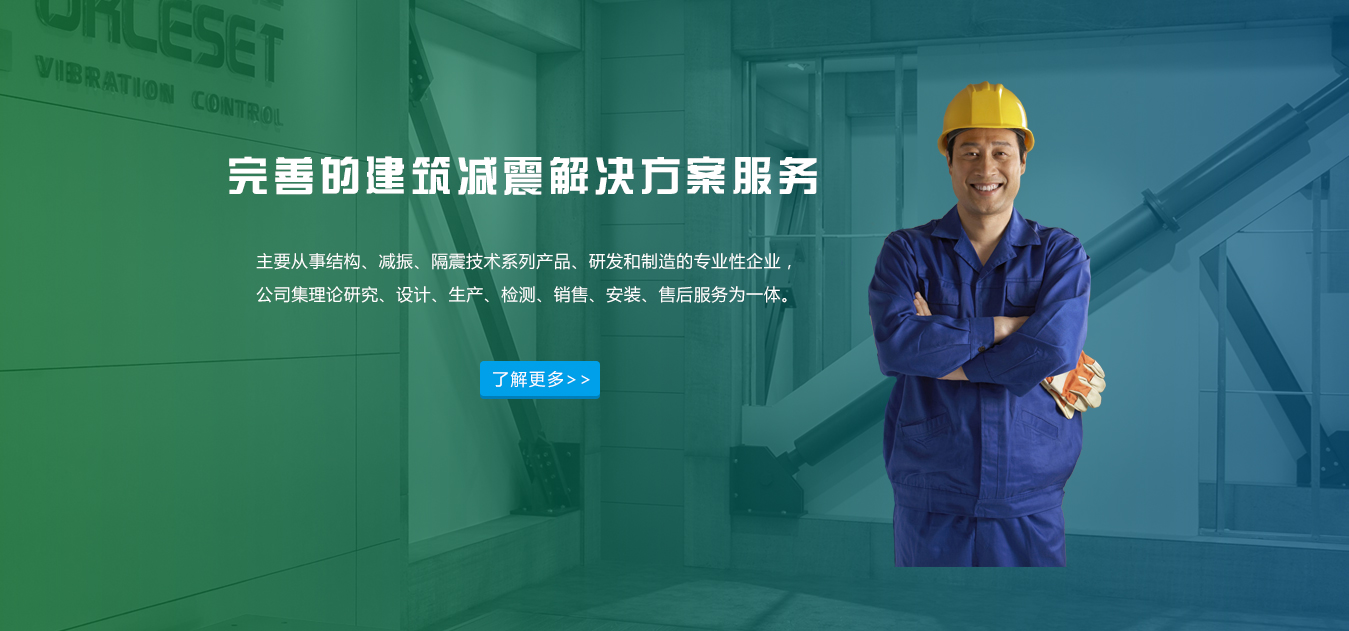 VIBRATION CONTROL
完善的建筑减震解决方案服务
主要从事结构、减振、隔震技术系列产品、研发和制造的专业性企业，
公司集理论研究、设计、生产、检测、销售、安装、售后服务为一体。
了解更多>>